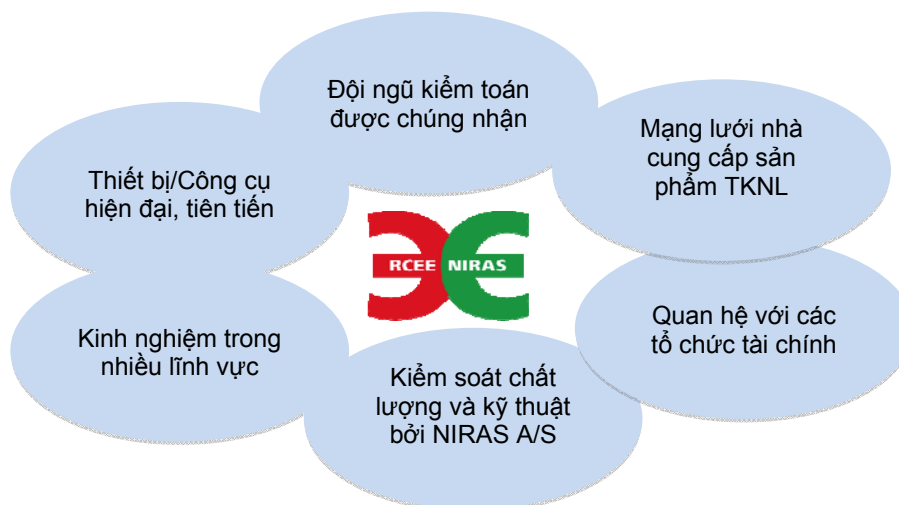 Đội ngũ kiểm toán
được chúng nhận
Mạng lưới nhà
cung cấp sản
phẩm TKNL
Thiết bị/Công cụ
hiện đại, tiên tiến
RCEE NIRAS
Quan hệ với các
tổ chức tài chính
Kinh nghiệm trong
nhiều lĩnh vực
Kiểm soát chất
lượng và kỹ thuật
bởi NIRAS A/S